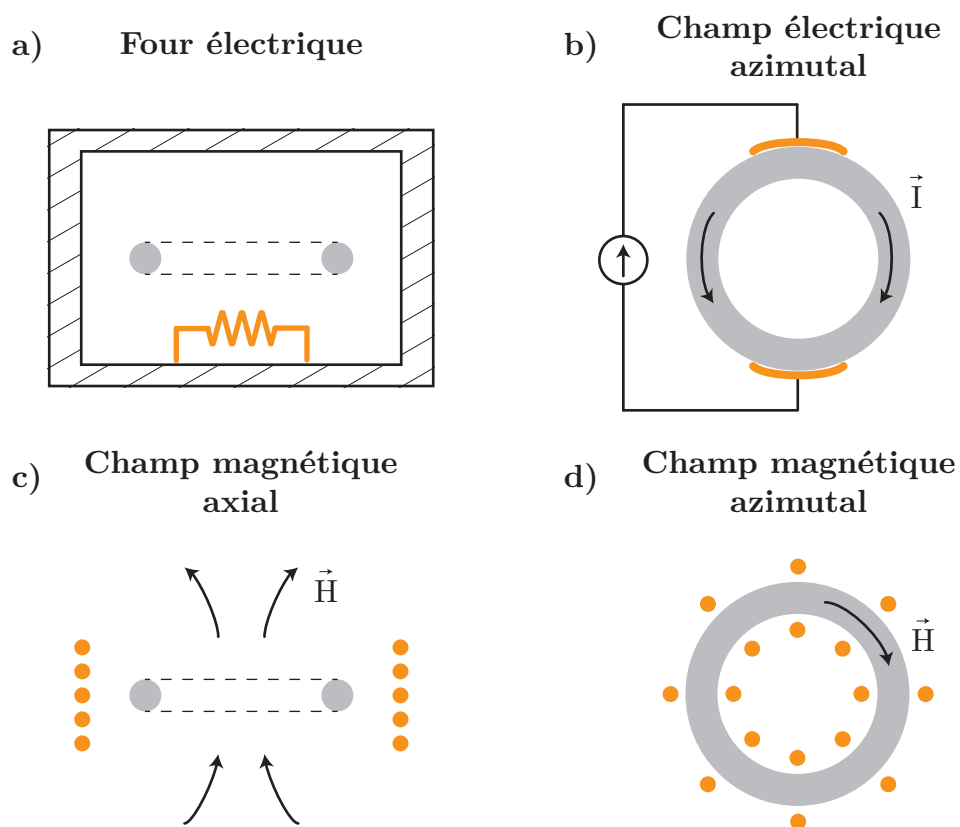 a)
Four électrique
b)
Champ électrique
azimutal
I
c)
Champ magnétique
axial
H
d)
Champ magnétique
azimutal
H